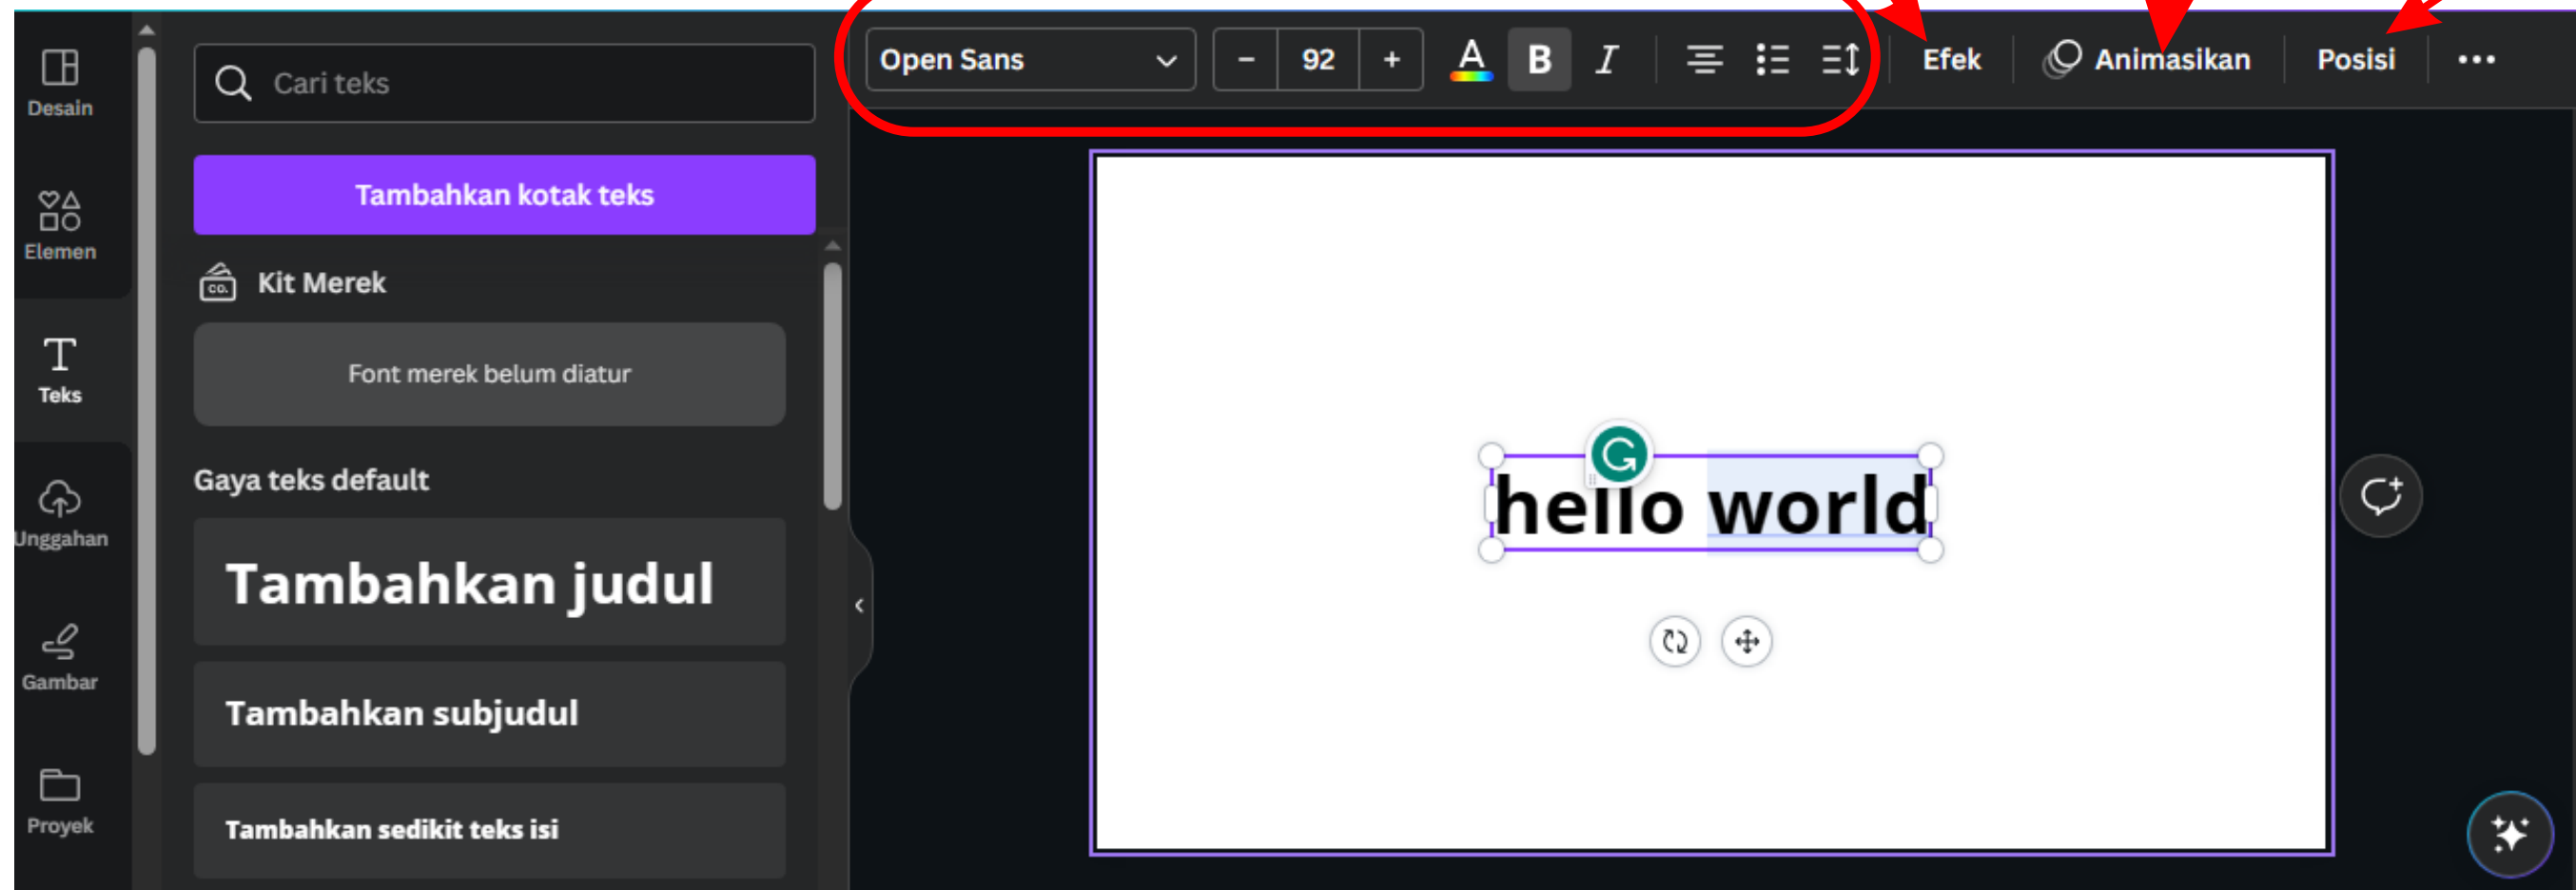 Desain
Elemen
Teks
Unggahan
Gambar
Proyek
Cari teks
Tambahkan kotak teks
CO.
Kit Merek
Font merek belum diatur
Gaya teks default
Tambahkan judul
Tambahkan subjudul
Tambahkan sedikit teks isi
Open Sans − 92 + A B I Efek Animasikan Posisi
hello world